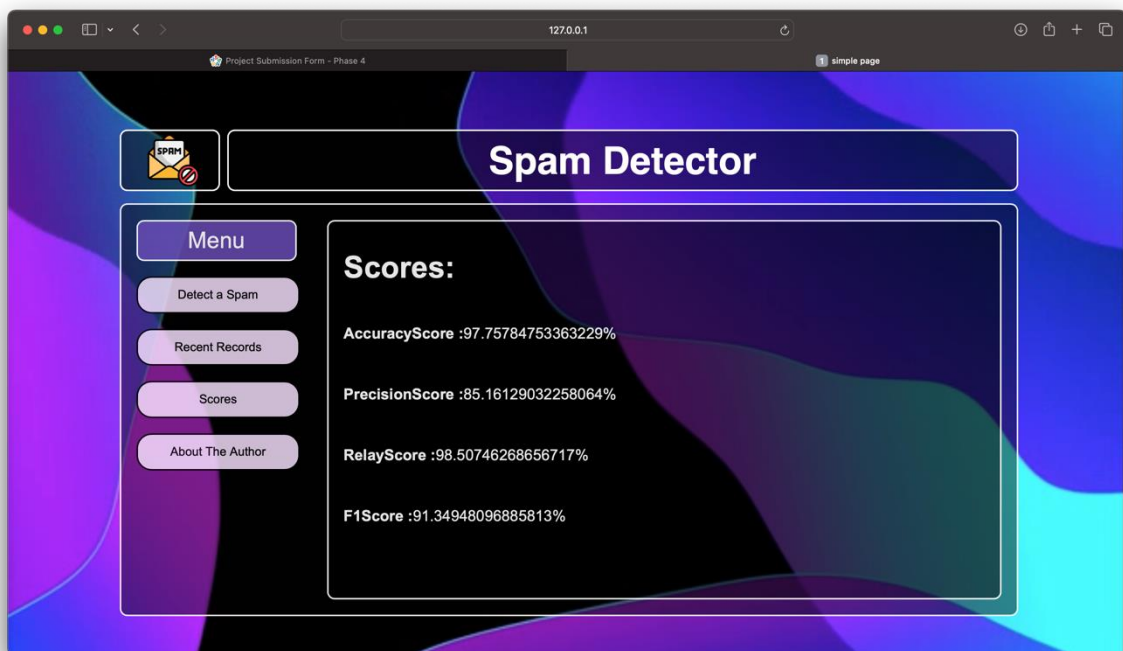 127.0.0.1
Project Submission Form - Phase 4
1 simple page
SPAM
Spam Detector
Menu
Detect a Spam
Recent Records
Scores
About The Author
Scores:
AccuracyScore :97.75784753363229%
PrecisionScore :85.16129032258064%
RelayScore :98.50746268656717%
F1Score :91.34948096885813%